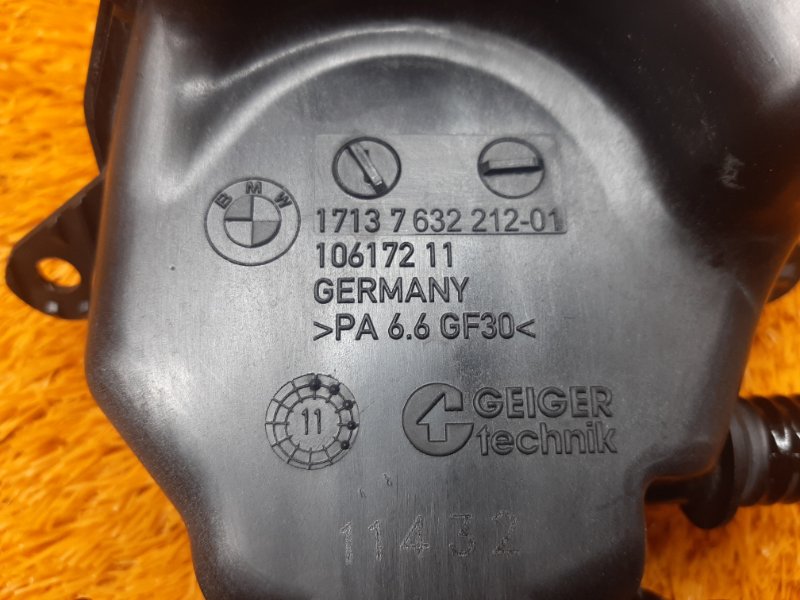 BMW
1713 7 632 212-01
106172 11
GERMANY
>PA 6.6 GF30<
11
GEIGER
technik
11432